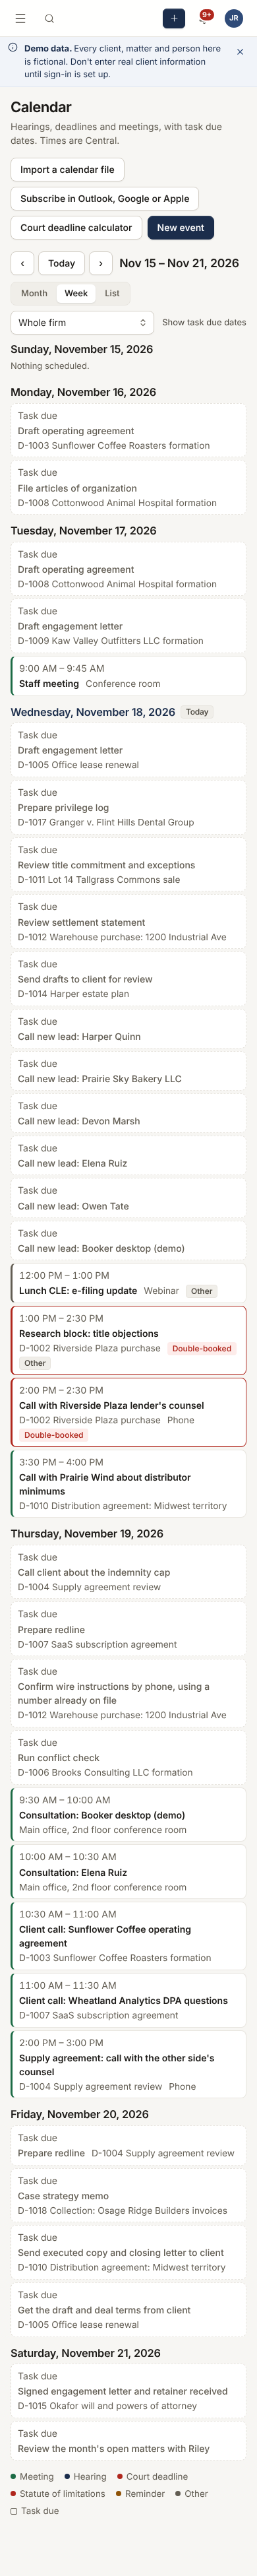 9+
JR
Demo data. Every client, matter and person here
is fictional. Don't enter real client information
until sign-in is set up.
Calendar
Hearings, deadlines and meetings, with task due
dates. Times are Central.
Import a calendar file
Subscribe in Outlook, Google or Apple
Court deadline calculator
New event
‹ Today › Nov 15 – Nov 21, 2026
Month Week List
Whole firm
Show task due dates
Sunday, November 15, 2026
Nothing scheduled.
Monday, November 16, 2026
Task due
Draft operating agreement
D-1003 Sunflower Coffee Roasters formation
Task due
File articles of organization
D-1008 Cottonwood Animal Hospital formation
Tuesday, November 17, 2026
Task due
Draft operating agreement
D-1008 Cottonwood Animal Hospital formation
Task due
Draft engagement letter
D-1009 Kaw Valley Outfitters LLC formation
9:00 AM – 9:45 AM
Staff meeting Conference room
Wednesday, November 18, 2026 Today
Task due
Draft engagement letter
D-1005 Office lease renewal
Task due
Prepare privilege log
D-1017 Granger v. Flint Hills Dental Group
Task due
Review title commitment and exceptions
D-1011 Lot 14 Tallgrass Commons sale
Task due
Review settlement statement
D-1012 Warehouse purchase: 1200 Industrial Ave
Task due
Send drafts to client for review
D-1014 Harper estate plan
Task due
Call new lead: Harper Quinn
Task due
Call new lead: Prairie Sky Bakery LLC
Task due
Call new lead: Devon Marsh
Task due
Call new lead: Elena Ruiz
Task due
Call new lead: Owen Tate
Task due
Call new lead: Booker desktop (demo)
12:00 PM – 1:00 PM
Lunch CLE: e-filing update Webinar Other
1:00 PM – 2:30 PM
Research block: title objections
D-1002 Riverside Plaza purchase Double-booked
Other
2:00 PM – 2:30 PM
Call with Riverside Plaza lender's counsel
D-1002 Riverside Plaza purchase Phone
Double-booked
3:30 PM – 4:00 PM
Call with Prairie Wind about distributor
minimums
D-1010 Distribution agreement: Midwest territory
Thursday, November 19, 2026
Task due
Call client about the indemnity cap
D-1004 Supply agreement review
Task due
Prepare redline
D-1007 SaaS subscription agreement
Task due
Confirm wire instructions by phone, using a
number already on file
D-1012 Warehouse purchase: 1200 Industrial Ave
Task due
Run conflict check
D-1006 Brooks Consulting LLC formation
9:30 AM – 10:00 AM
Consultation: Booker desktop (demo)
Main office, 2nd floor conference room
10:00 AM – 10:30 AM
Consultation: Elena Ruiz
Main office, 2nd floor conference room
10:30 AM – 11:00 AM
Client call: Sunflower Coffee operating
agreement
D-1003 Sunflower Coffee Roasters formation
11:00 AM – 11:30 AM
Client call: Wheatland Analytics DPA questions
D-1007 SaaS subscription agreement
2:00 PM – 3:00 PM
Supply agreement: call with the other side's
counsel
D-1004 Supply agreement review Phone
Friday, November 20, 2026
Task due
Prepare redline D-1004 Supply agreement review
Task due
Case strategy memo
D-1018 Collection: Osage Ridge Builders invoices
Task due
Send executed copy and closing letter to client
D-1010 Distribution agreement: Midwest territory
Task due
Get the draft and deal terms from client
D-1005 Office lease renewal
Saturday, November 21, 2026
Task due
Signed engagement letter and retainer received
D-1015 Okafor will and powers of attorney
Task due
Review the month's open matters with Riley
Meeting Hearing Court deadline
Statute of limitations Reminder Other
Task due